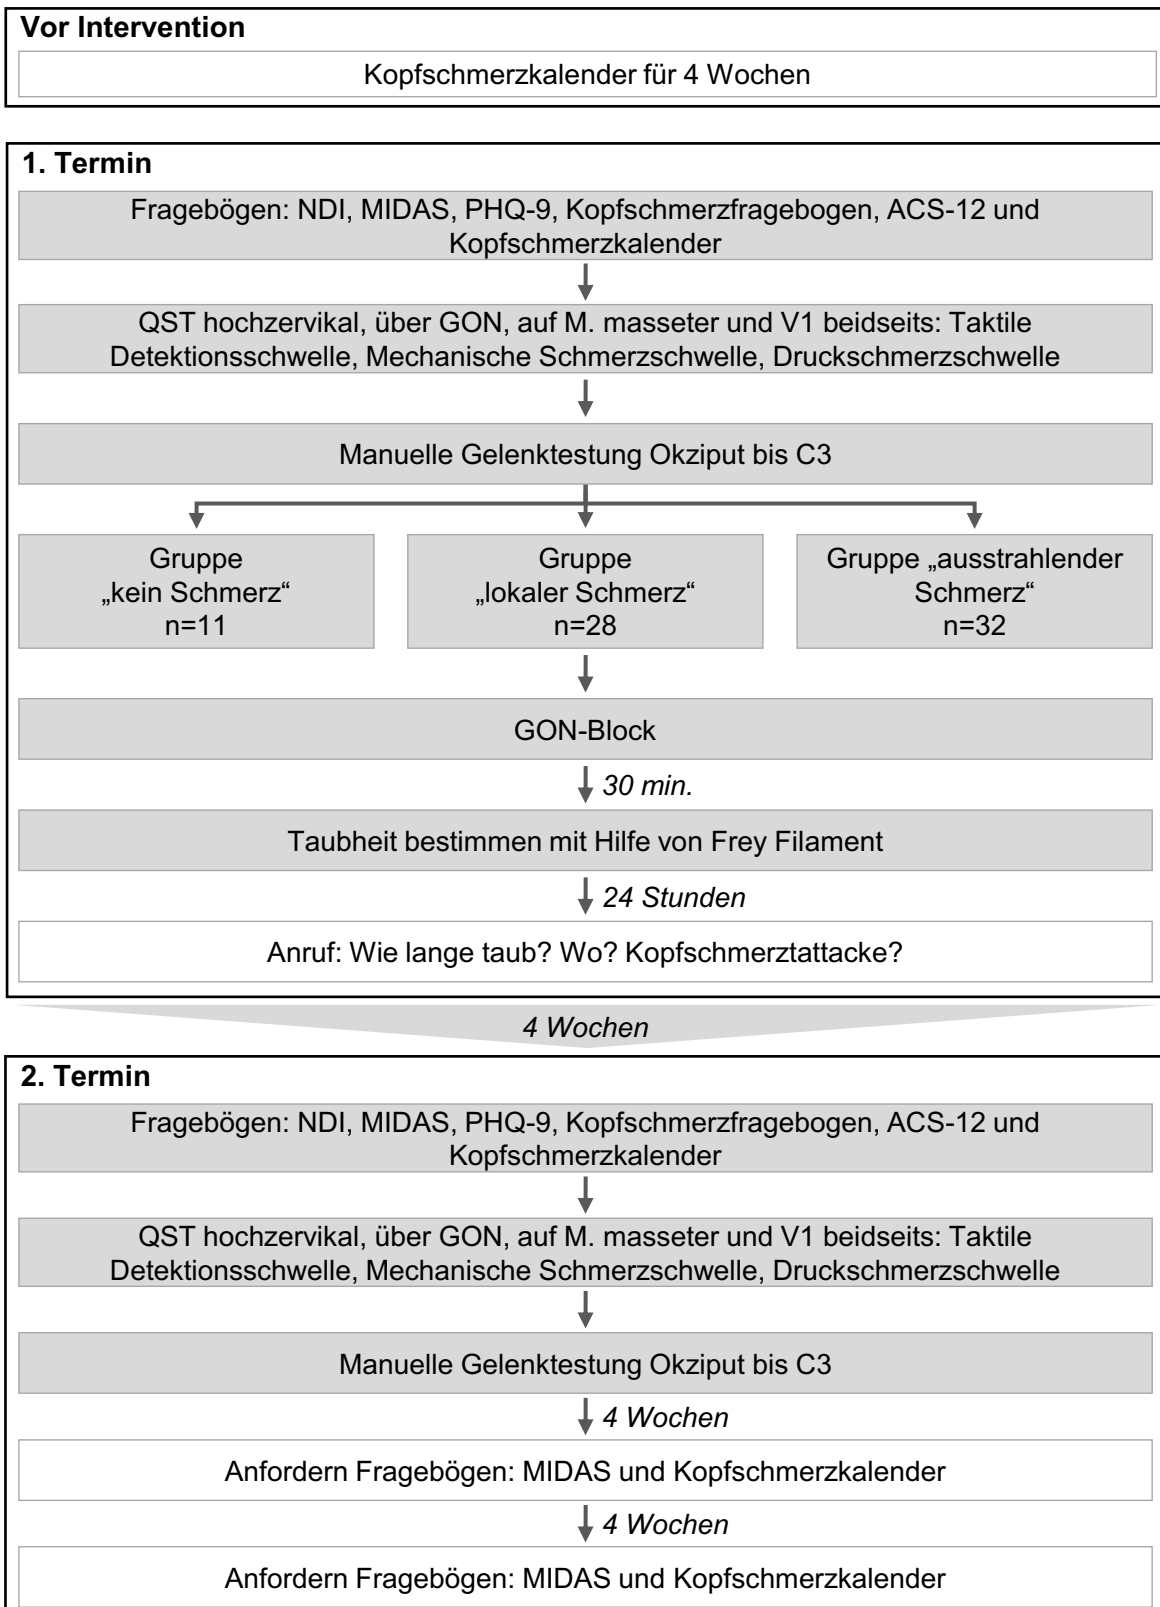 Vor Intervention
Kopfschmerzkalender für 4 Wochen
1. Termin
Fragebögen: NDI, MIDAS, PHQ-9, Kopfschmerzfragebogen, ACS-12 und
Kopfschmerzkalender
QST hochzervikal, über GON, auf M. masseter und V1 beidseits: Taktile
Detektionsschwelle, Mechanische Schmerzschwelle, Druckschmerzschwelle
Manuelle Gelenktestung Okziput bis C3
Gruppe
„kein Schmerz“
n=11
Gruppe
„lokaler Schmerz“
n=28
Gruppe „ausstrahlender
Schmerz“
n=32
GON-Block
30 min.
Taubheit bestimmen mit Hilfe von Frey Filament
24 Stunden
Anruf: Wie lange taub? Wo? Kopfschmerztattacke?
4 Wochen
2. Termin
Fragebögen: NDI, MIDAS, PHQ-9, Kopfschmerzfragebogen, ACS-12 und
Kopfschmerzkalender
QST hochzervikal, über GON, auf M. masseter und V1 beidseits: Taktile
Detektionsschwelle, Mechanische Schmerzschwelle, Druckschmerzschwelle
Manuelle Gelenktestung Okziput bis C3
4 Wochen
Anfordern Fragebögen: MIDAS und Kopfschmerzkalender
4 Wochen
Anfordern Fragebögen: MIDAS und Kopfschmerzkalender